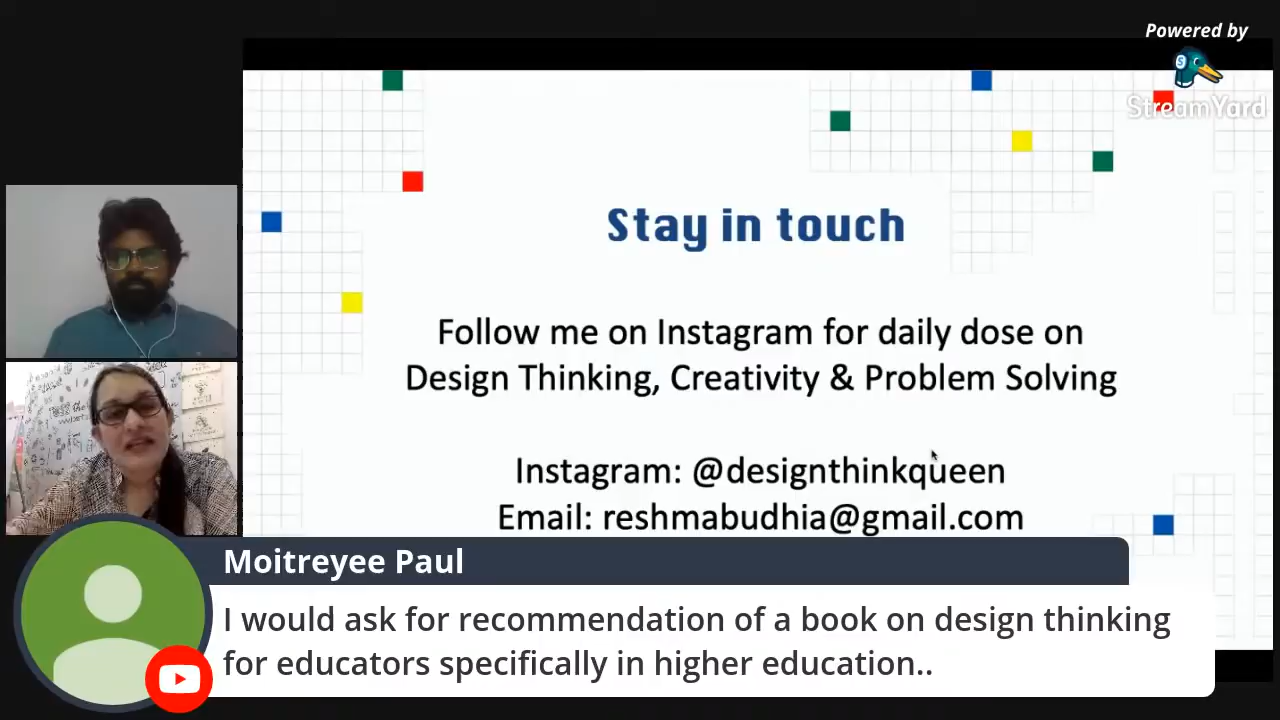 Powered by
StreamYard
Stay in touch
Follow me on Instagram for daily dose on
Design Thinking, Creativity & Problem Solving
Instagram: @designthinkqueen
Email: reshmabudhia@gmail.com
Moitreyee Paul
I would ask for recommendation of a book on design thinking
for educators specifically in higher education..